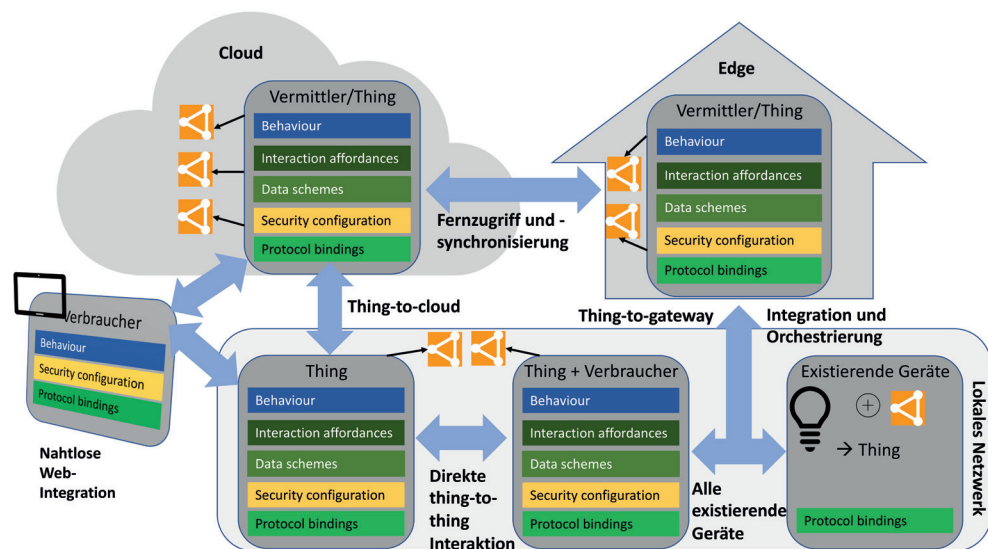 Cloud
Vermittler/Thing
Behaviour
Interaction affordances
Data schemes
Security configuration
Protocol bindings
Edge
Vermittler/Thing
Behaviour
Interaction affordances
Data schemes
Security configuration
Protocol bindings
Fernzugriff und -
synchronisierung
Verbraucher
Behaviour
Security configuration
Protocol bindings
Nahtlose
Web-
Integration
Thing-to-cloud
Thing-to-gateway
Integration und
Orchestrierung
Thing
Behaviour
Interaction affordances
Data schemes
Security configuration
Protocol bindings
Direkte
thing-to-
thing
Interaktion
Thing + Verbraucher
Behaviour
Interaction affordances
Data schemes
Security configuration
Protocol bindings
Alle
existierende
Geräte
Existierende Geräte
+
→ Thing
Protocol bindings
Lokales Netzwerk